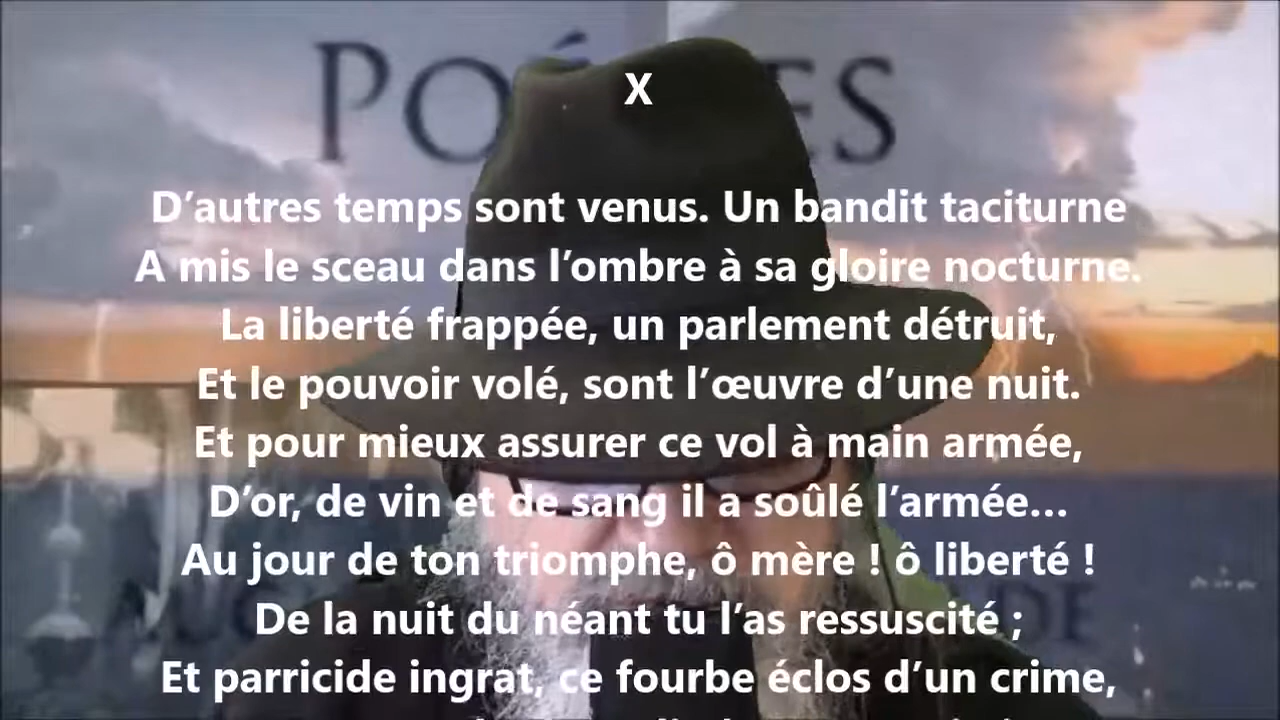 POÉ ES
X
D’autres temps sont venus. Un bandit taciturne
A mis le sceau dans l’ombre à sa gloire nocturne.
La liberté frappée, un parlement détruit,
Et le pouvoir volé, sont l’œuvre d’une nuit.
Et pour mieux assurer ce vol à main armée,
D’or, de vin et de sang il a soûlé l’armée...
Au jour de ton triomphe, ô mère ! ô liberté !
De la nuit du néant tu l’as ressuscité ;
Et parricide ingrat, ce fourbe éclos d’un crime,